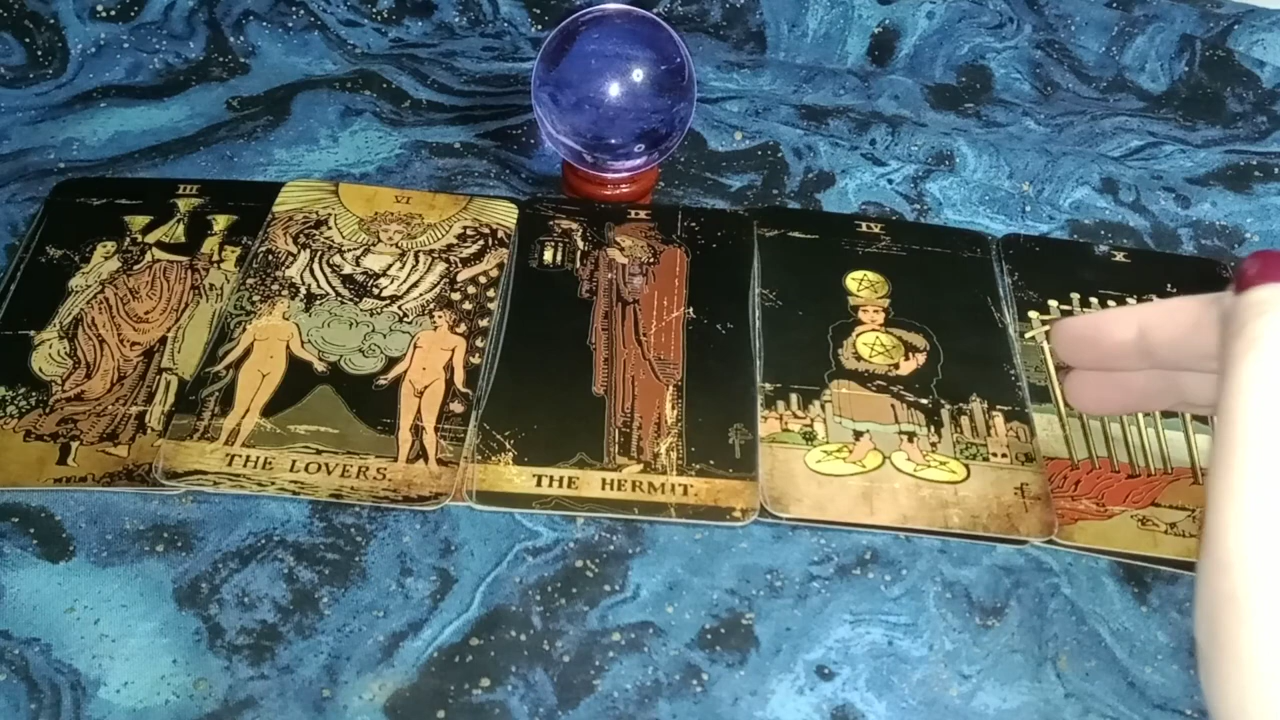 III
VI
THE LOVERS.
IX
THE HERMIT.
IV
X